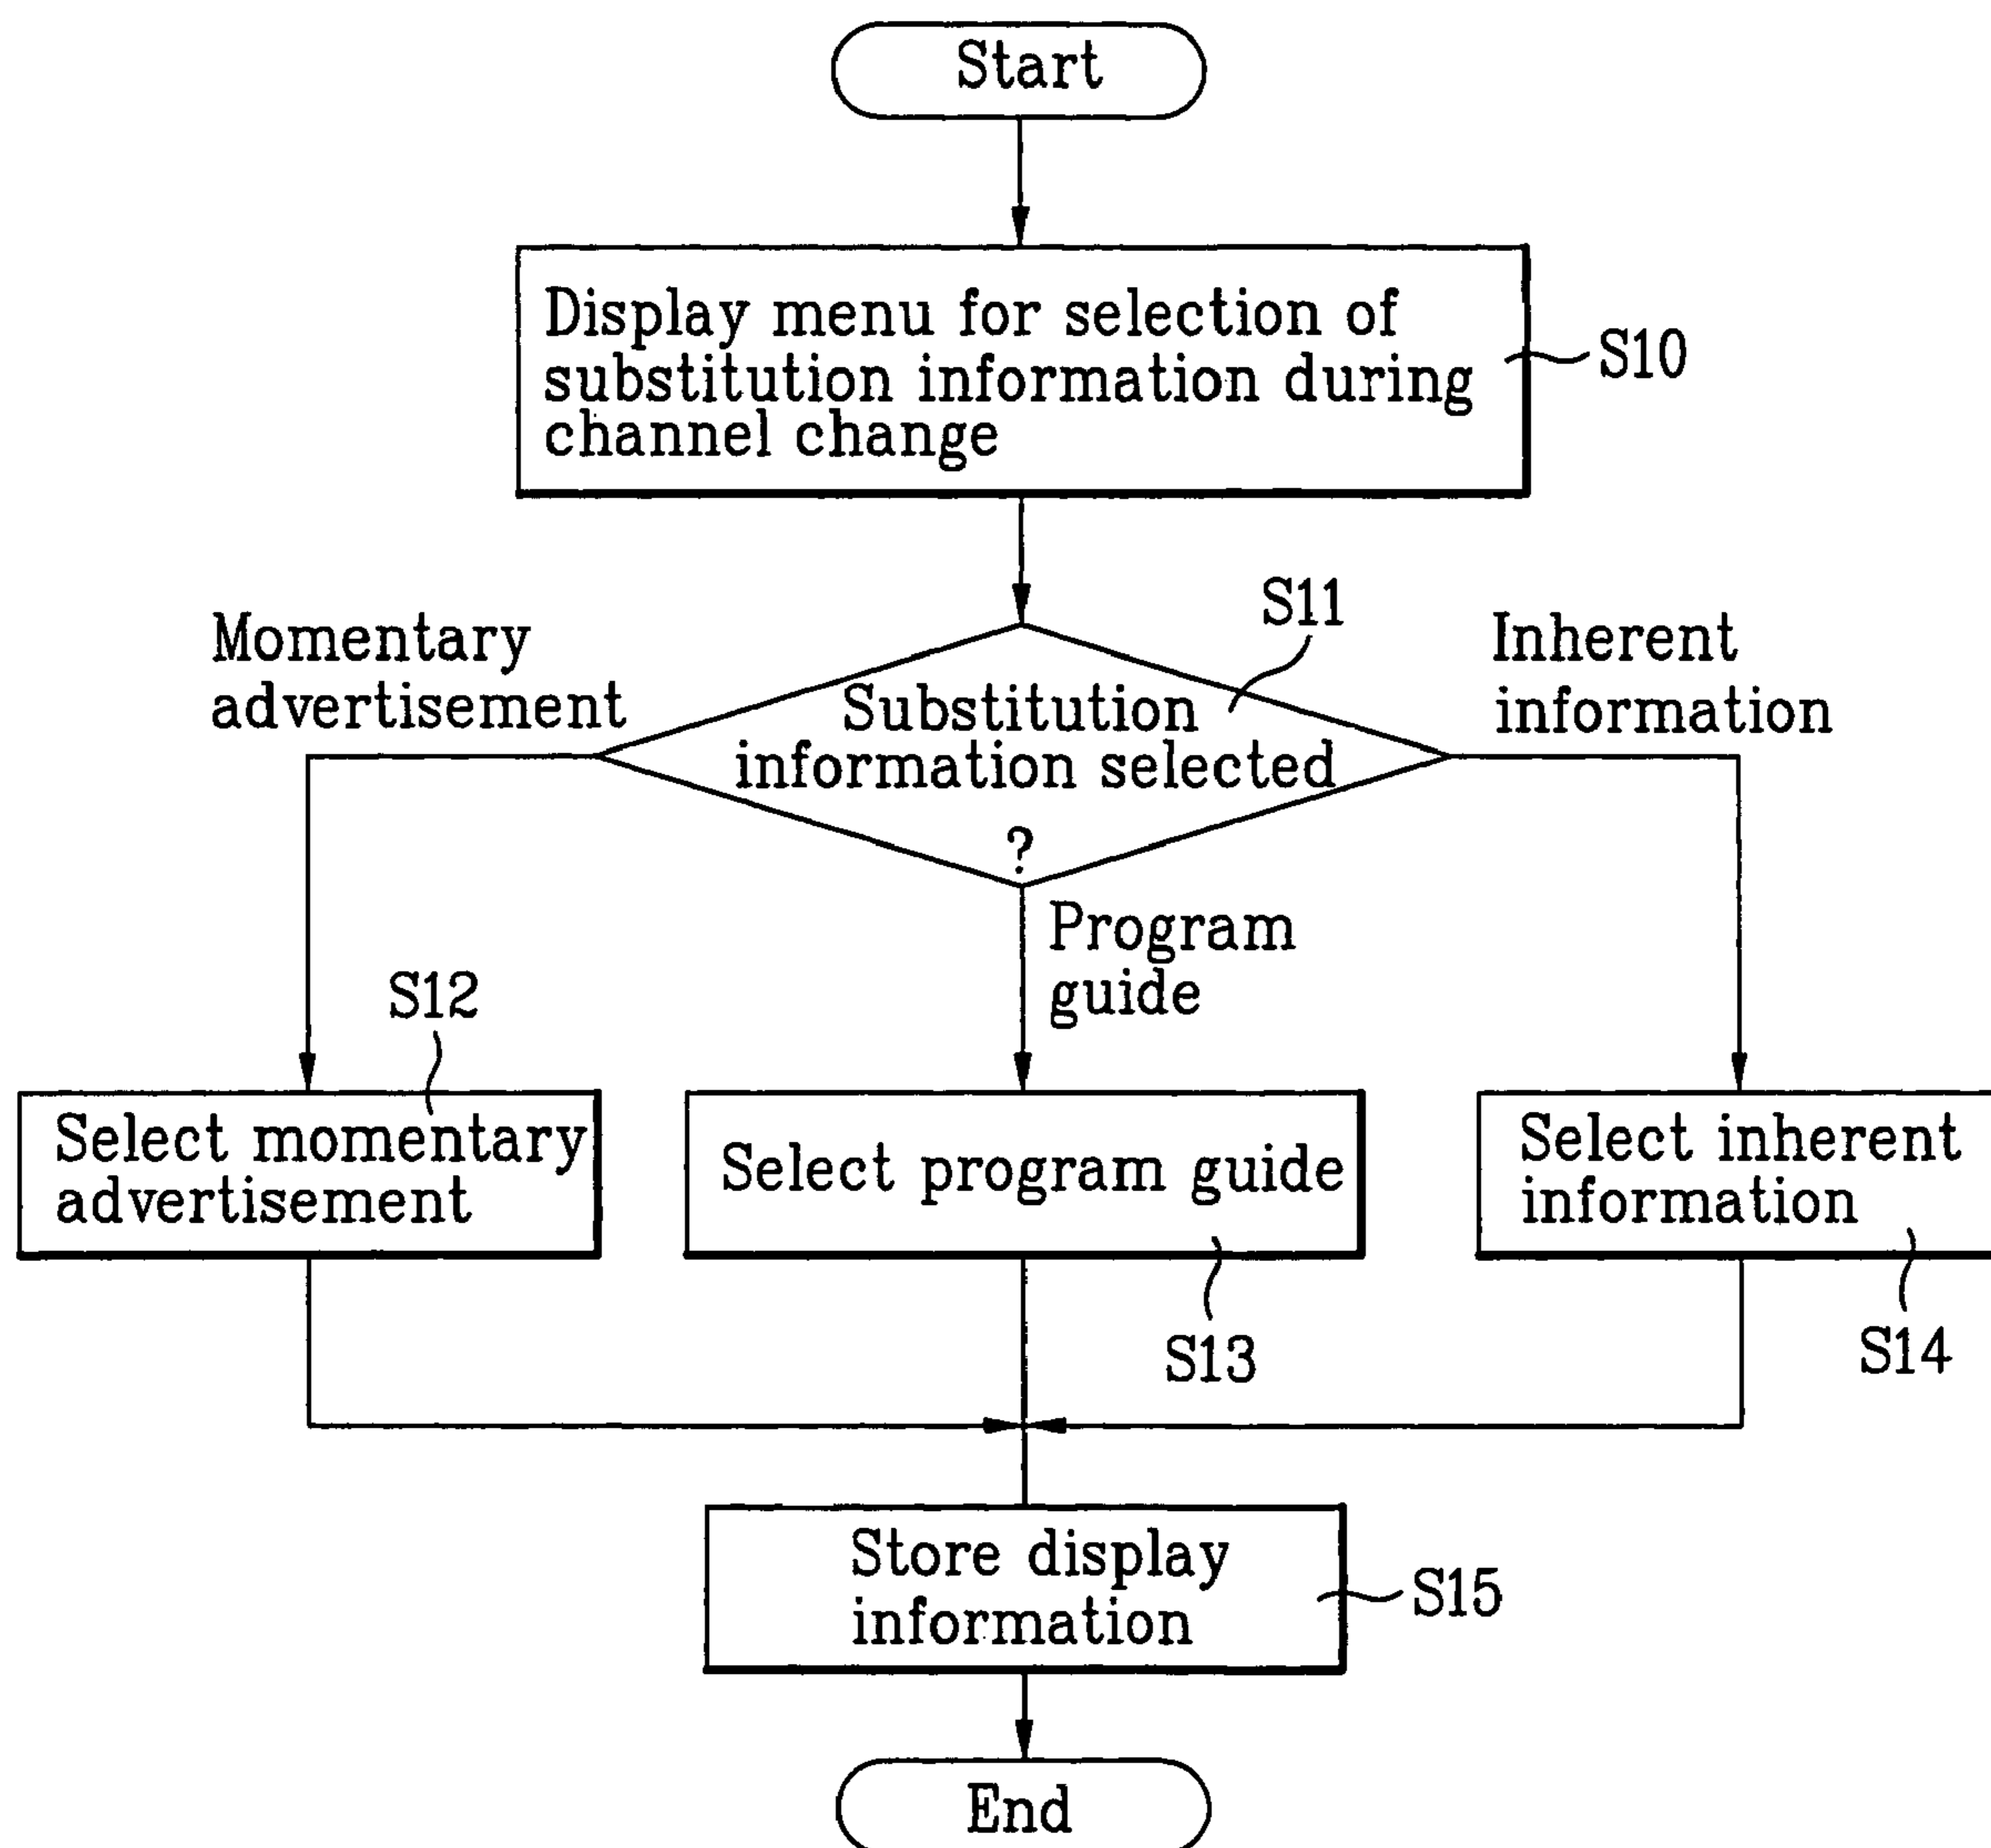 Start
Display menu for selection of
substitution information during
channel change
S10
S11
Momentary
advertisement
Substitution
information selected
?
Inherent
information
Program
guide
S12
Select momentary
advertisement
Select program guide
Select inherent
information
S13
S14
Store display
information
S15
End